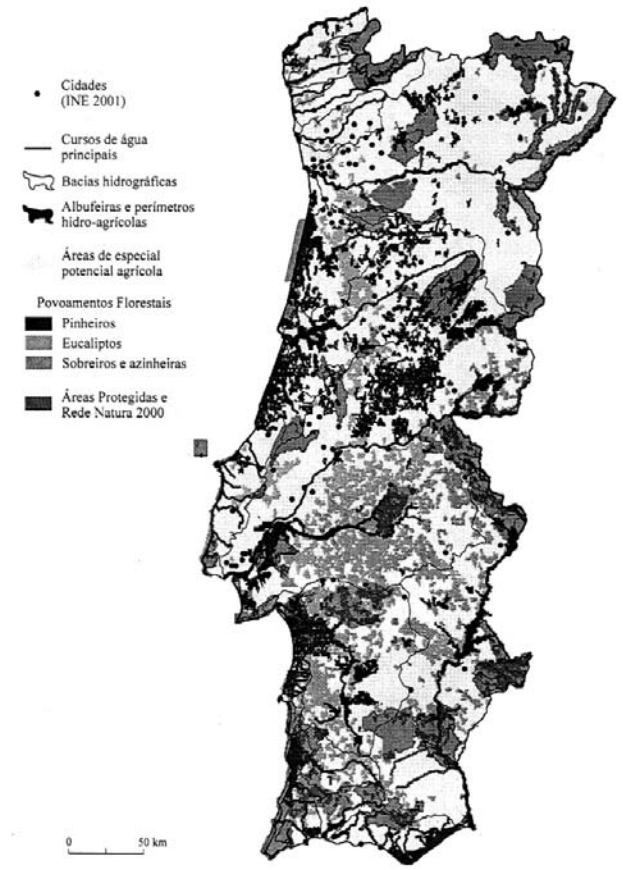 Cidades
(INE 2001)
Cursos de água
principais
Bacias hidrográficas
Albufeiras e perímetros
hidro-agrícolas
Áreas de especial
potencial agrícola
Povoamentos Florestais
Pinheiros
Eucaliptos
Sobreiros e azinheiras
Áreas Protegidas e
Rede Natura 2000
0 50 km